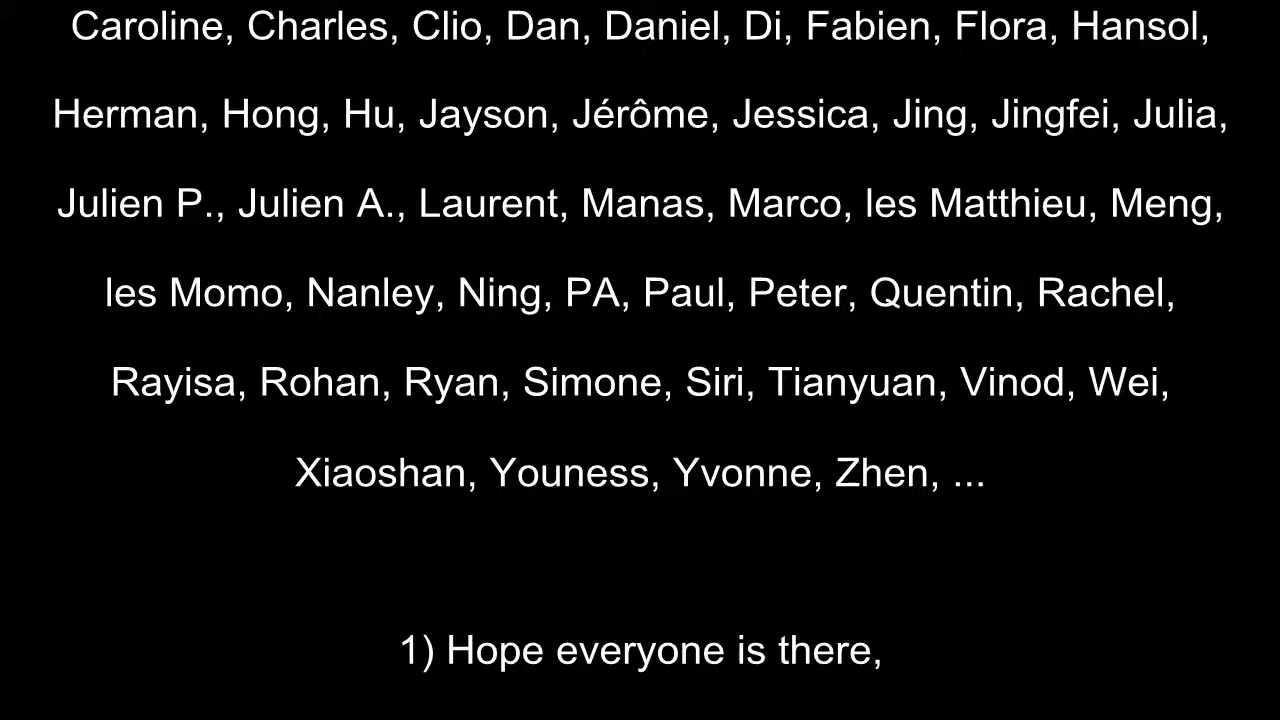 Caroline, Charles, Clio, Dan, Daniel, Di, Fabien, Flora, Hansol,
Herman, Hong, Hu, Jayson, Jérôme, Jessica, Jing, Jingfei, Julia,
Julien P., Julien A., Laurent, Manas, Marco, les Matthieu, Meng,
les Momo, Nanley, Ning, PA, Paul, Peter, Quentin, Rachel,
Rayisa, Rohan, Ryan, Simone, Siri, Tianyuan, Vinod, Wei,
Xiaoshan, Youness, Yvonne, Zhen, ...
1) Hope everyone is there,